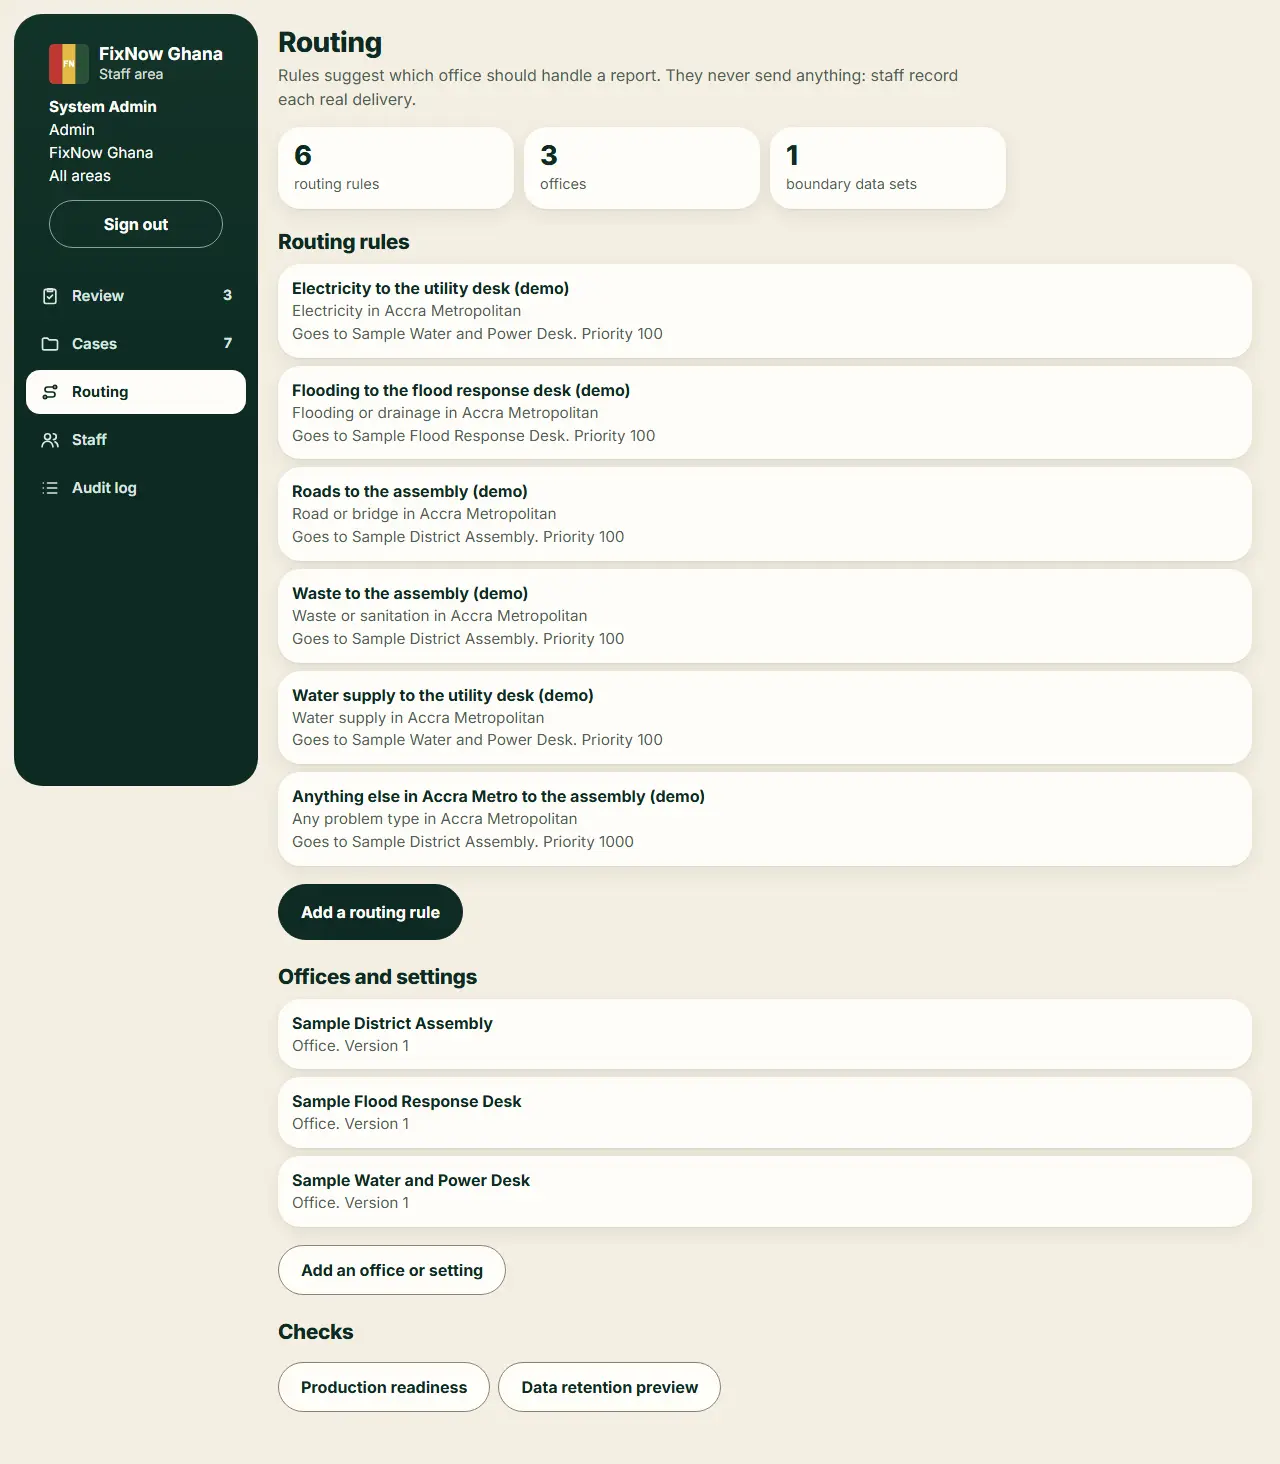 FN
FixNow Ghana
Staff area
System Admin
Admin
FixNow Ghana
All areas
Sign out
Review 3
Cases 7
Routing
Staff
Audit log
Routing
Rules suggest which office should handle a report. They never send anything: staff record
each real delivery.
6
routing rules
3
offices
1
boundary data sets
Routing rules
Electricity to the utility desk (demo)
Electricity in Accra Metropolitan
Goes to Sample Water and Power Desk. Priority 100
Flooding to the flood response desk (demo)
Flooding or drainage in Accra Metropolitan
Goes to Sample Flood Response Desk. Priority 100
Roads to the assembly (demo)
Road or bridge in Accra Metropolitan
Goes to Sample District Assembly. Priority 100
Waste to the assembly (demo)
Waste or sanitation in Accra Metropolitan
Goes to Sample District Assembly. Priority 100
Water supply to the utility desk (demo)
Water supply in Accra Metropolitan
Goes to Sample Water and Power Desk. Priority 100
Anything else in Accra Metro to the assembly (demo)
Any problem type in Accra Metropolitan
Goes to Sample District Assembly. Priority 1000
Add a routing rule
Offices and settings
Sample District Assembly
Office. Version 1
Sample Flood Response Desk
Office. Version 1
Sample Water and Power Desk
Office. Version 1
Add an office or setting
Checks
Production readiness
Data retention preview